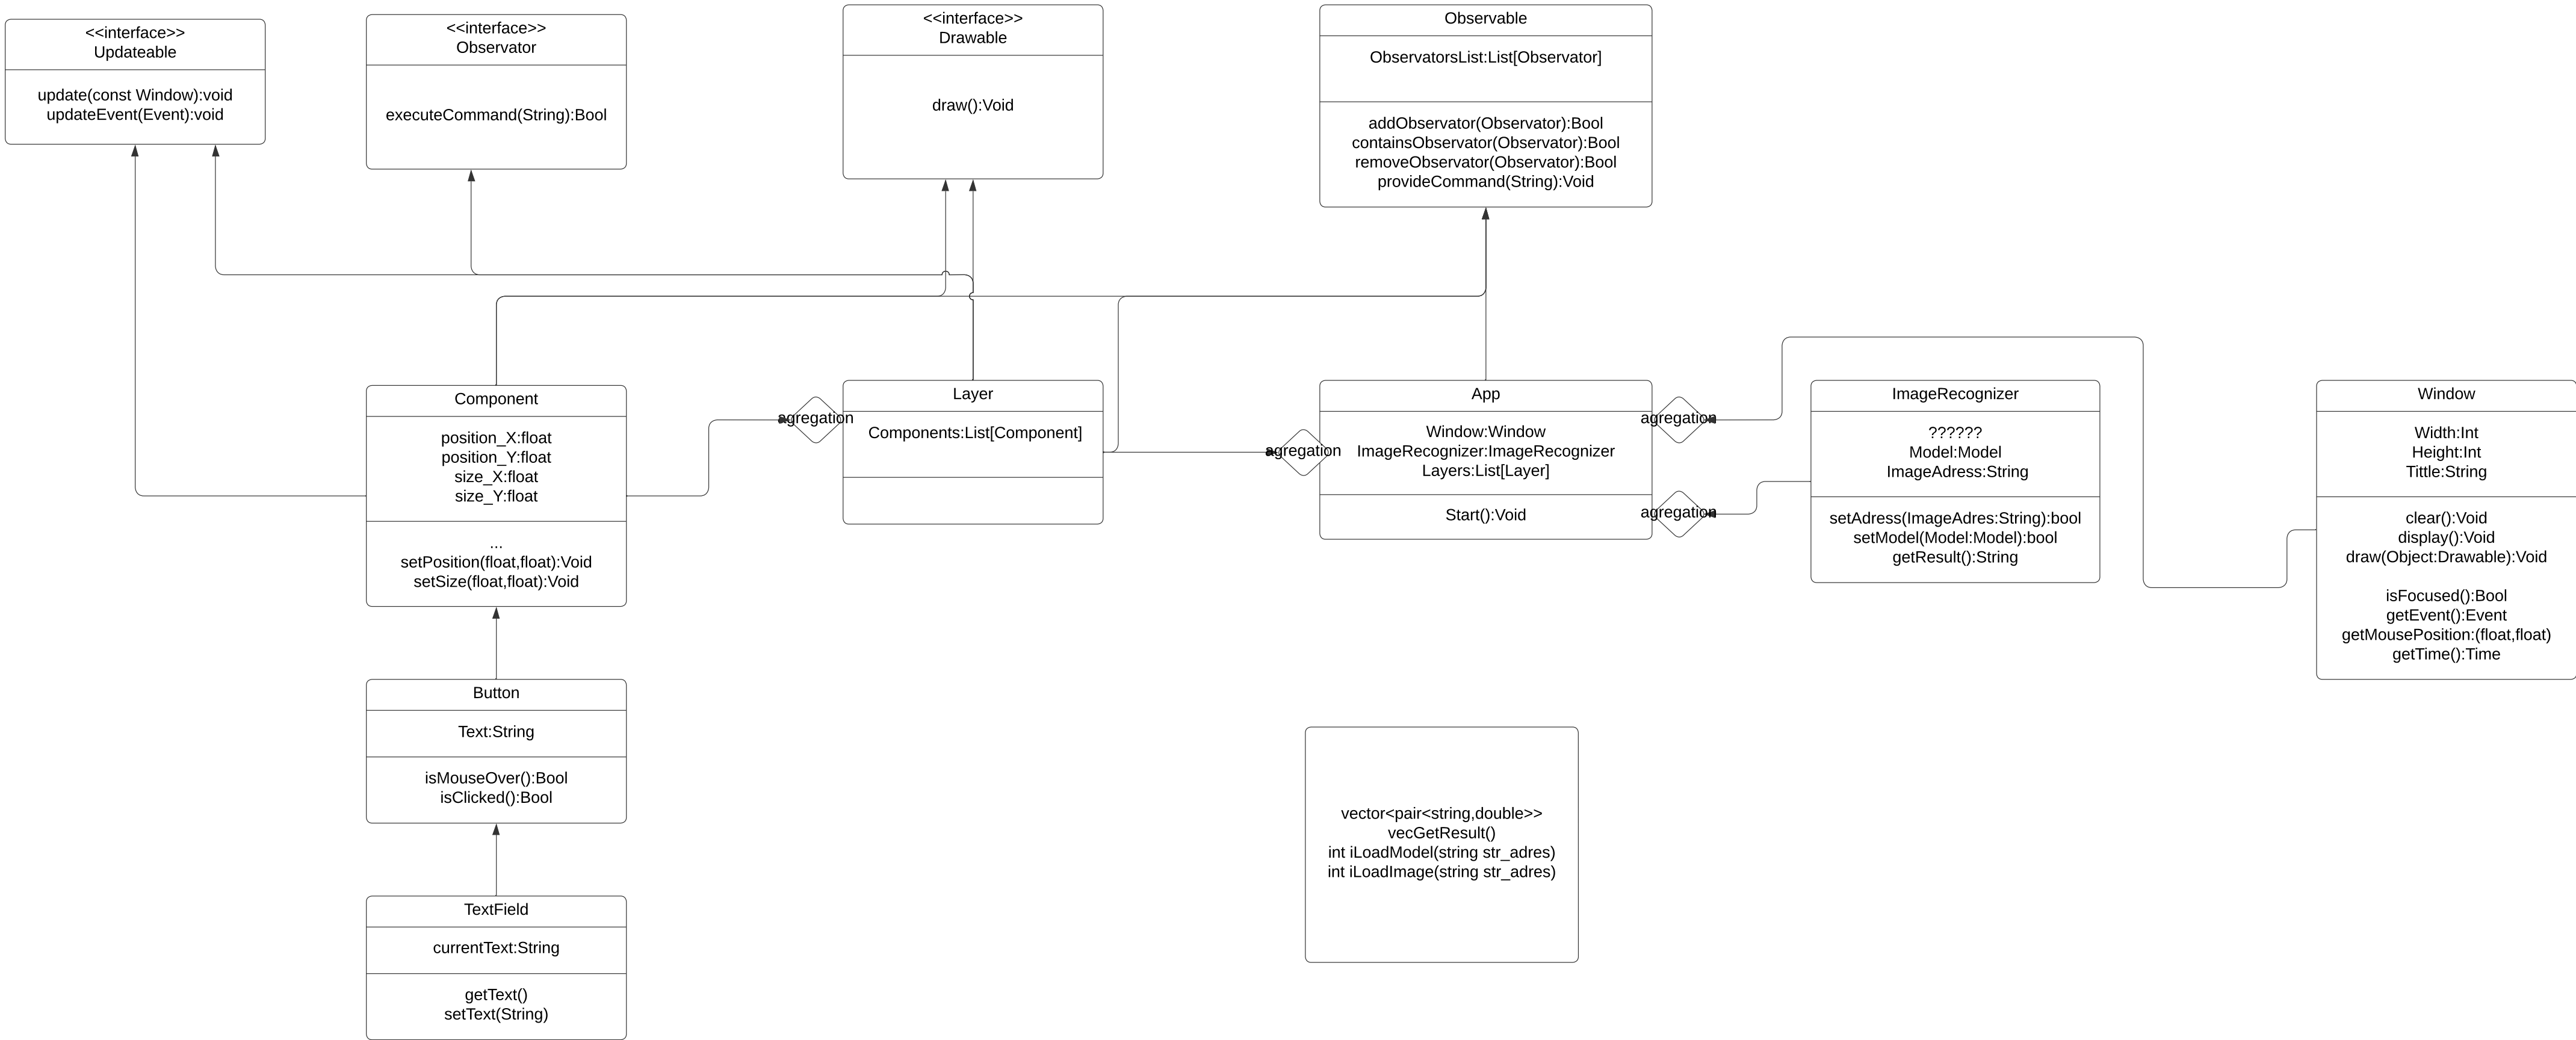 <<interface>>
Updateable
update(const Window):void
updateEvent(Event):void
<<interface>>
Observator
executeCommand(String):Bool
<<interface>>
Drawable
draw():Void
Observable
ObservatorsList:List[Observator]
addObservator(Observator):Bool
containsObservator(Observator):Bool
removeObservator(Observator):Bool
provideCommand(String):Void
Component
position_X:float
position_Y:float
size_X:float
size_Y:float
...
setPosition(float,float):Void
setSize(float,float):Void
agregation
Layer
Components:List[Component]
agregation
App
Window:Window
ImageRecognizer:ImageRecognizer
Layers:List[Layer]
Start():Void
agregation
agregation
ImageRecognizer
??????
Model:Model
ImageAdress:String
setAdress(ImageAdres:String):bool
setModel(Model:Model):bool
getResult():String
Window
Width:Int
Height:Int
Tittle:String
clear():Void
display():Void
draw(Object:Drawable):Void
isFocused():Bool
getEvent():Event
getMousePosition:(float,float)
getTime():Time
Button
Text:String
isMouseOver():Bool
isClicked():Bool
vector<pair<string,double>>
vecGetResult()
int iLoadModel(string str_adres)
int iLoadImage(string str_adres)
TextField
currentText:String
getText()
setText(String)